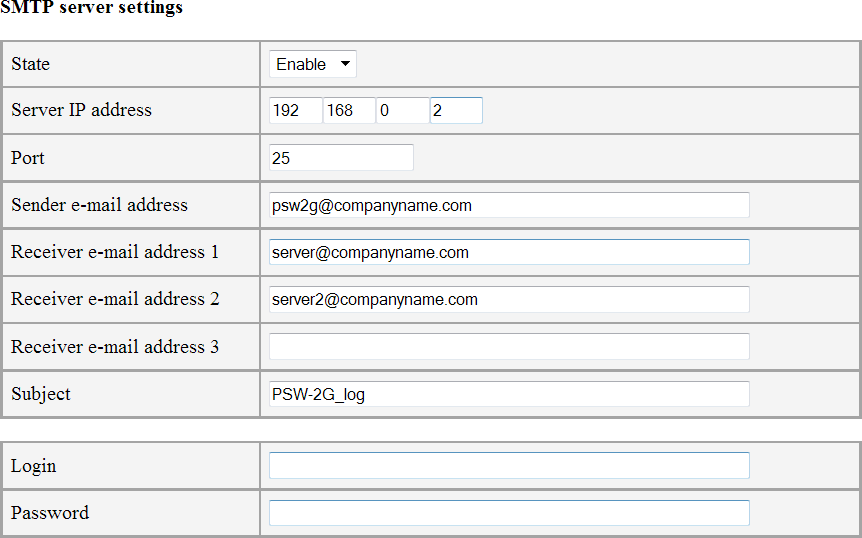 SMTP server settings
State Enable
Server IP address 192 168 0 2
Port 25
Sender e-mail address psw2g@companyname.com
Receiver e-mail address 1 server@companyname.com
Receiver e-mail address 2 server2@companyname.com
Receiver e-mail address 3
Subject PSW-2G_log
Login
Password